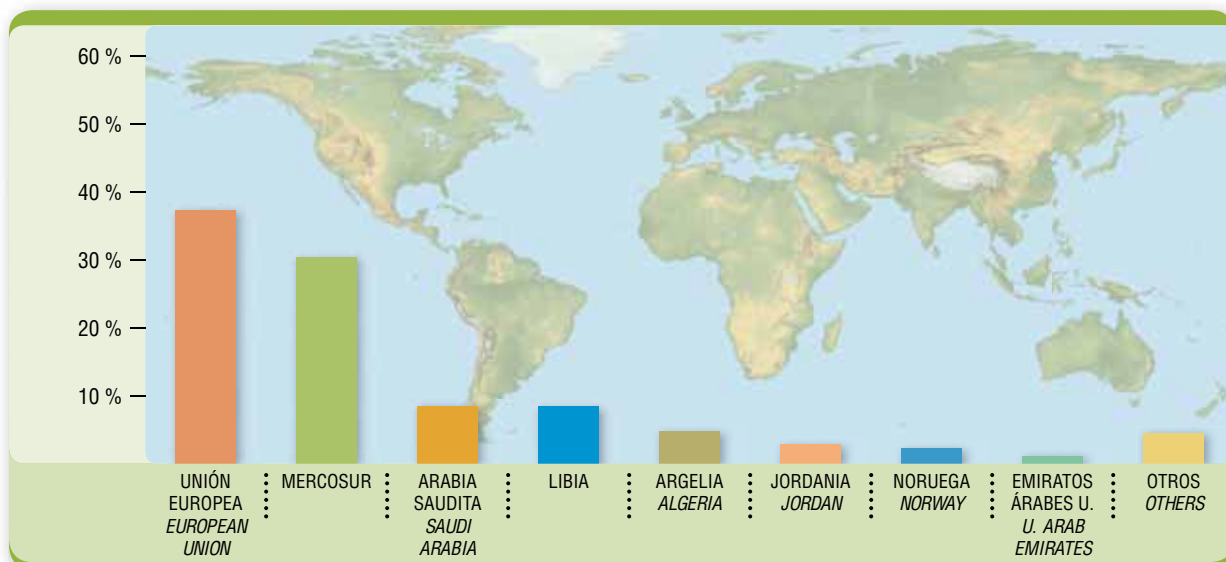 60 %
50 %
40 %
30 %
20 %
10 %
UNIÓN
EUROPEA
EUROPEAN
UNION
MERCOSUR
ARABIA
SAUDITA
SAUDI
ARABIA
LIBIA
ARGELIA
ALGERIA
JORDANIA
JORDAN
NORUEGA
NORWAY
EMIRATOS
ÁRABES U.
U. ARAB
EMIRATES
OTROS
OTHERS